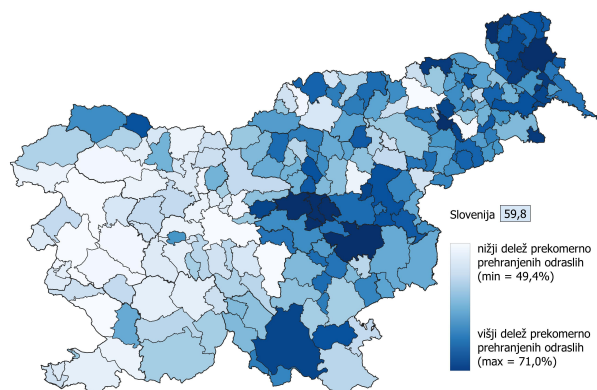 Slovenija 59,8
nižji delež prekomerno
prehranjenih odraslih
(min = 49,4%)
višji delež prekomerno
prehranjenih odraslih
(max = 71,0%)